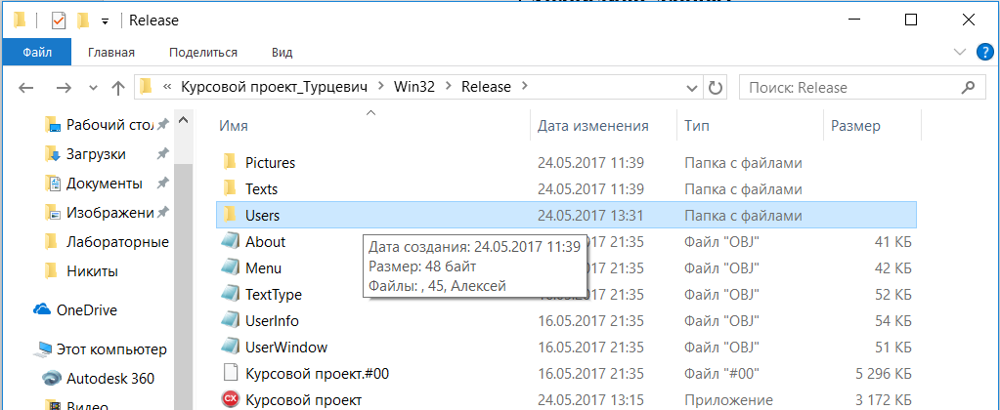 Release
Файл Главная Поделиться Вид
« Курсовой проект_Турцевич > Win32 > Release > Поиск: Release
Имя Дата изменения Тип Размер
Рабочий стол
Загрузки
Документы
Изображени
Лабораторные
Никиты
OneDrive
Этот компьютер
Autodesk 360
Видео
Pictures 24.05.2017 11:39 Папка с файлами
Texts 24.05.2017 11:39 Папка с файлами
Users 24.05.2017 13:31 Папка с файлами
About 21:35 Файл "OBJ" 41 КБ
Menu 21:35 Файл "OBJ" 42 КБ
TextType 16.05.2017 21:35 Файл "OBJ" 52 КБ
UserInfo 16.05.2017 21:35 Файл "OBJ" 54 КБ
UserWindow 16.05.2017 21:35 Файл "OBJ" 51 КБ
Курсовой проект.#00 16.05.2017 21:35 Файл "#00" 5 296 КБ
Курсовой проект 24.05.2017 13:15 Приложение 3 172 КБ
Дата создания: 24.05.2017 11:39
Размер: 48 байт
Файлы: , 45, Алексей